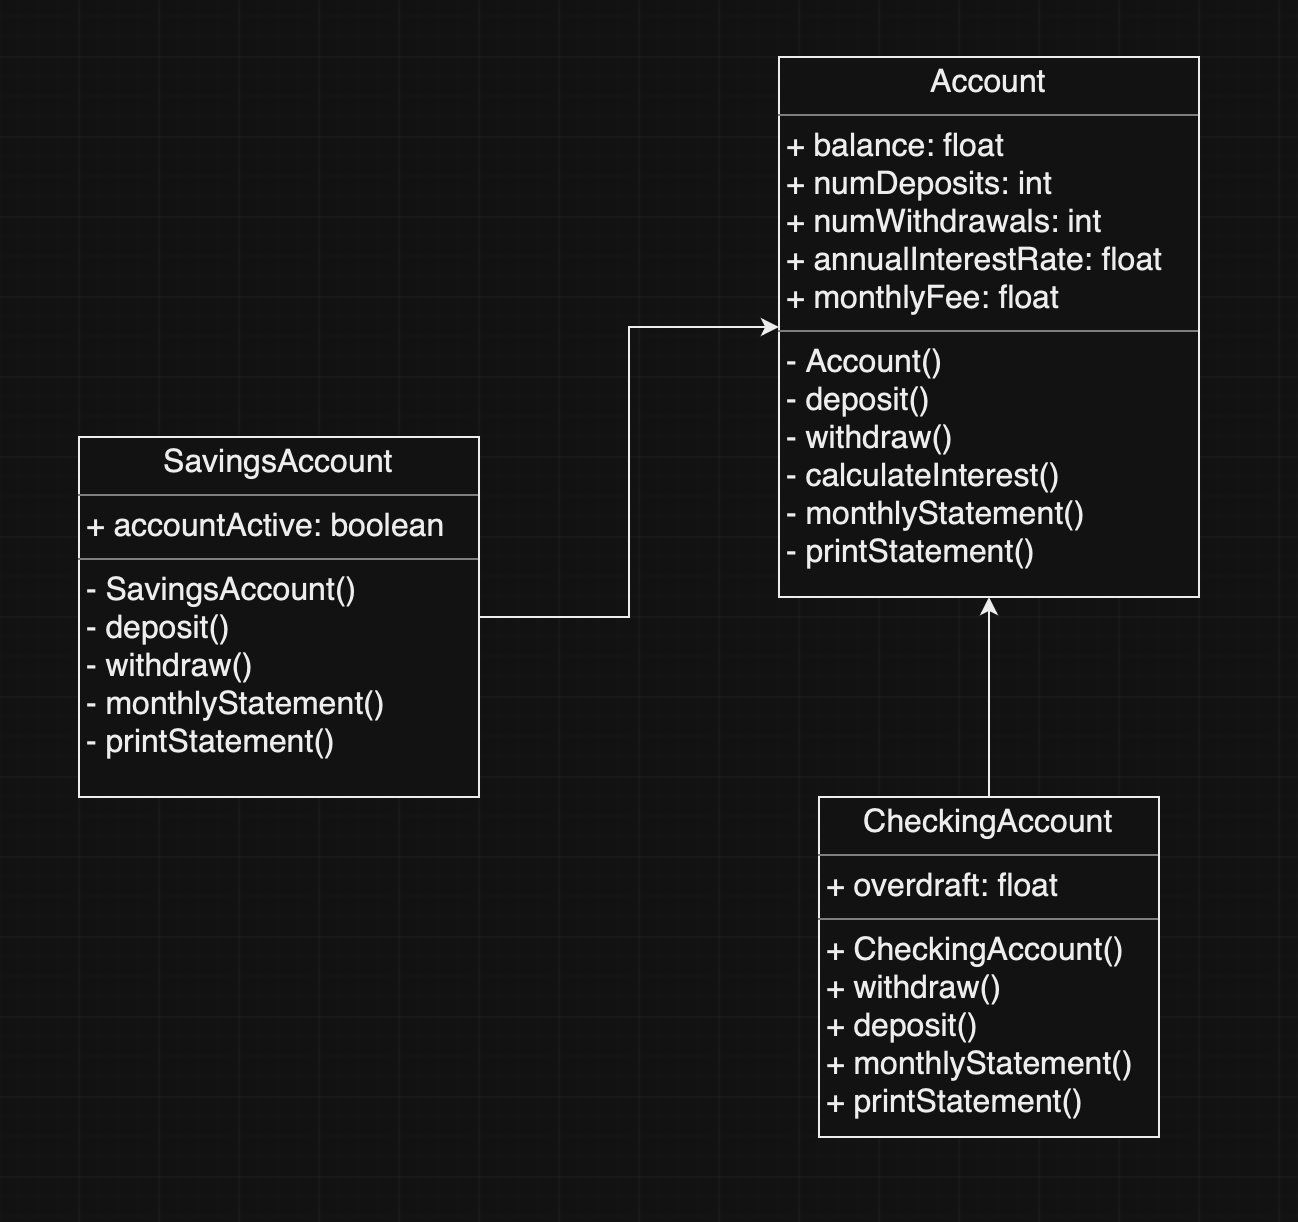 Account
+ balance: float
+ numDeposits: int
+ numWithdrawals: int
+ annualInterestRate: float
+ monthlyFee: float
- Account()
- deposit()
- withdraw()
- calculateInterest()
- monthlyStatement()
- printStatement()
SavingsAccount
+ accountActive: boolean
- SavingsAccount()
- deposit()
- withdraw()
- monthlyStatement()
- printStatement()
CheckingAccount
+ overdraft: float
+ CheckingAccount()
+ withdraw()
+ deposit()
+ monthlyStatement()
+ printStatement()